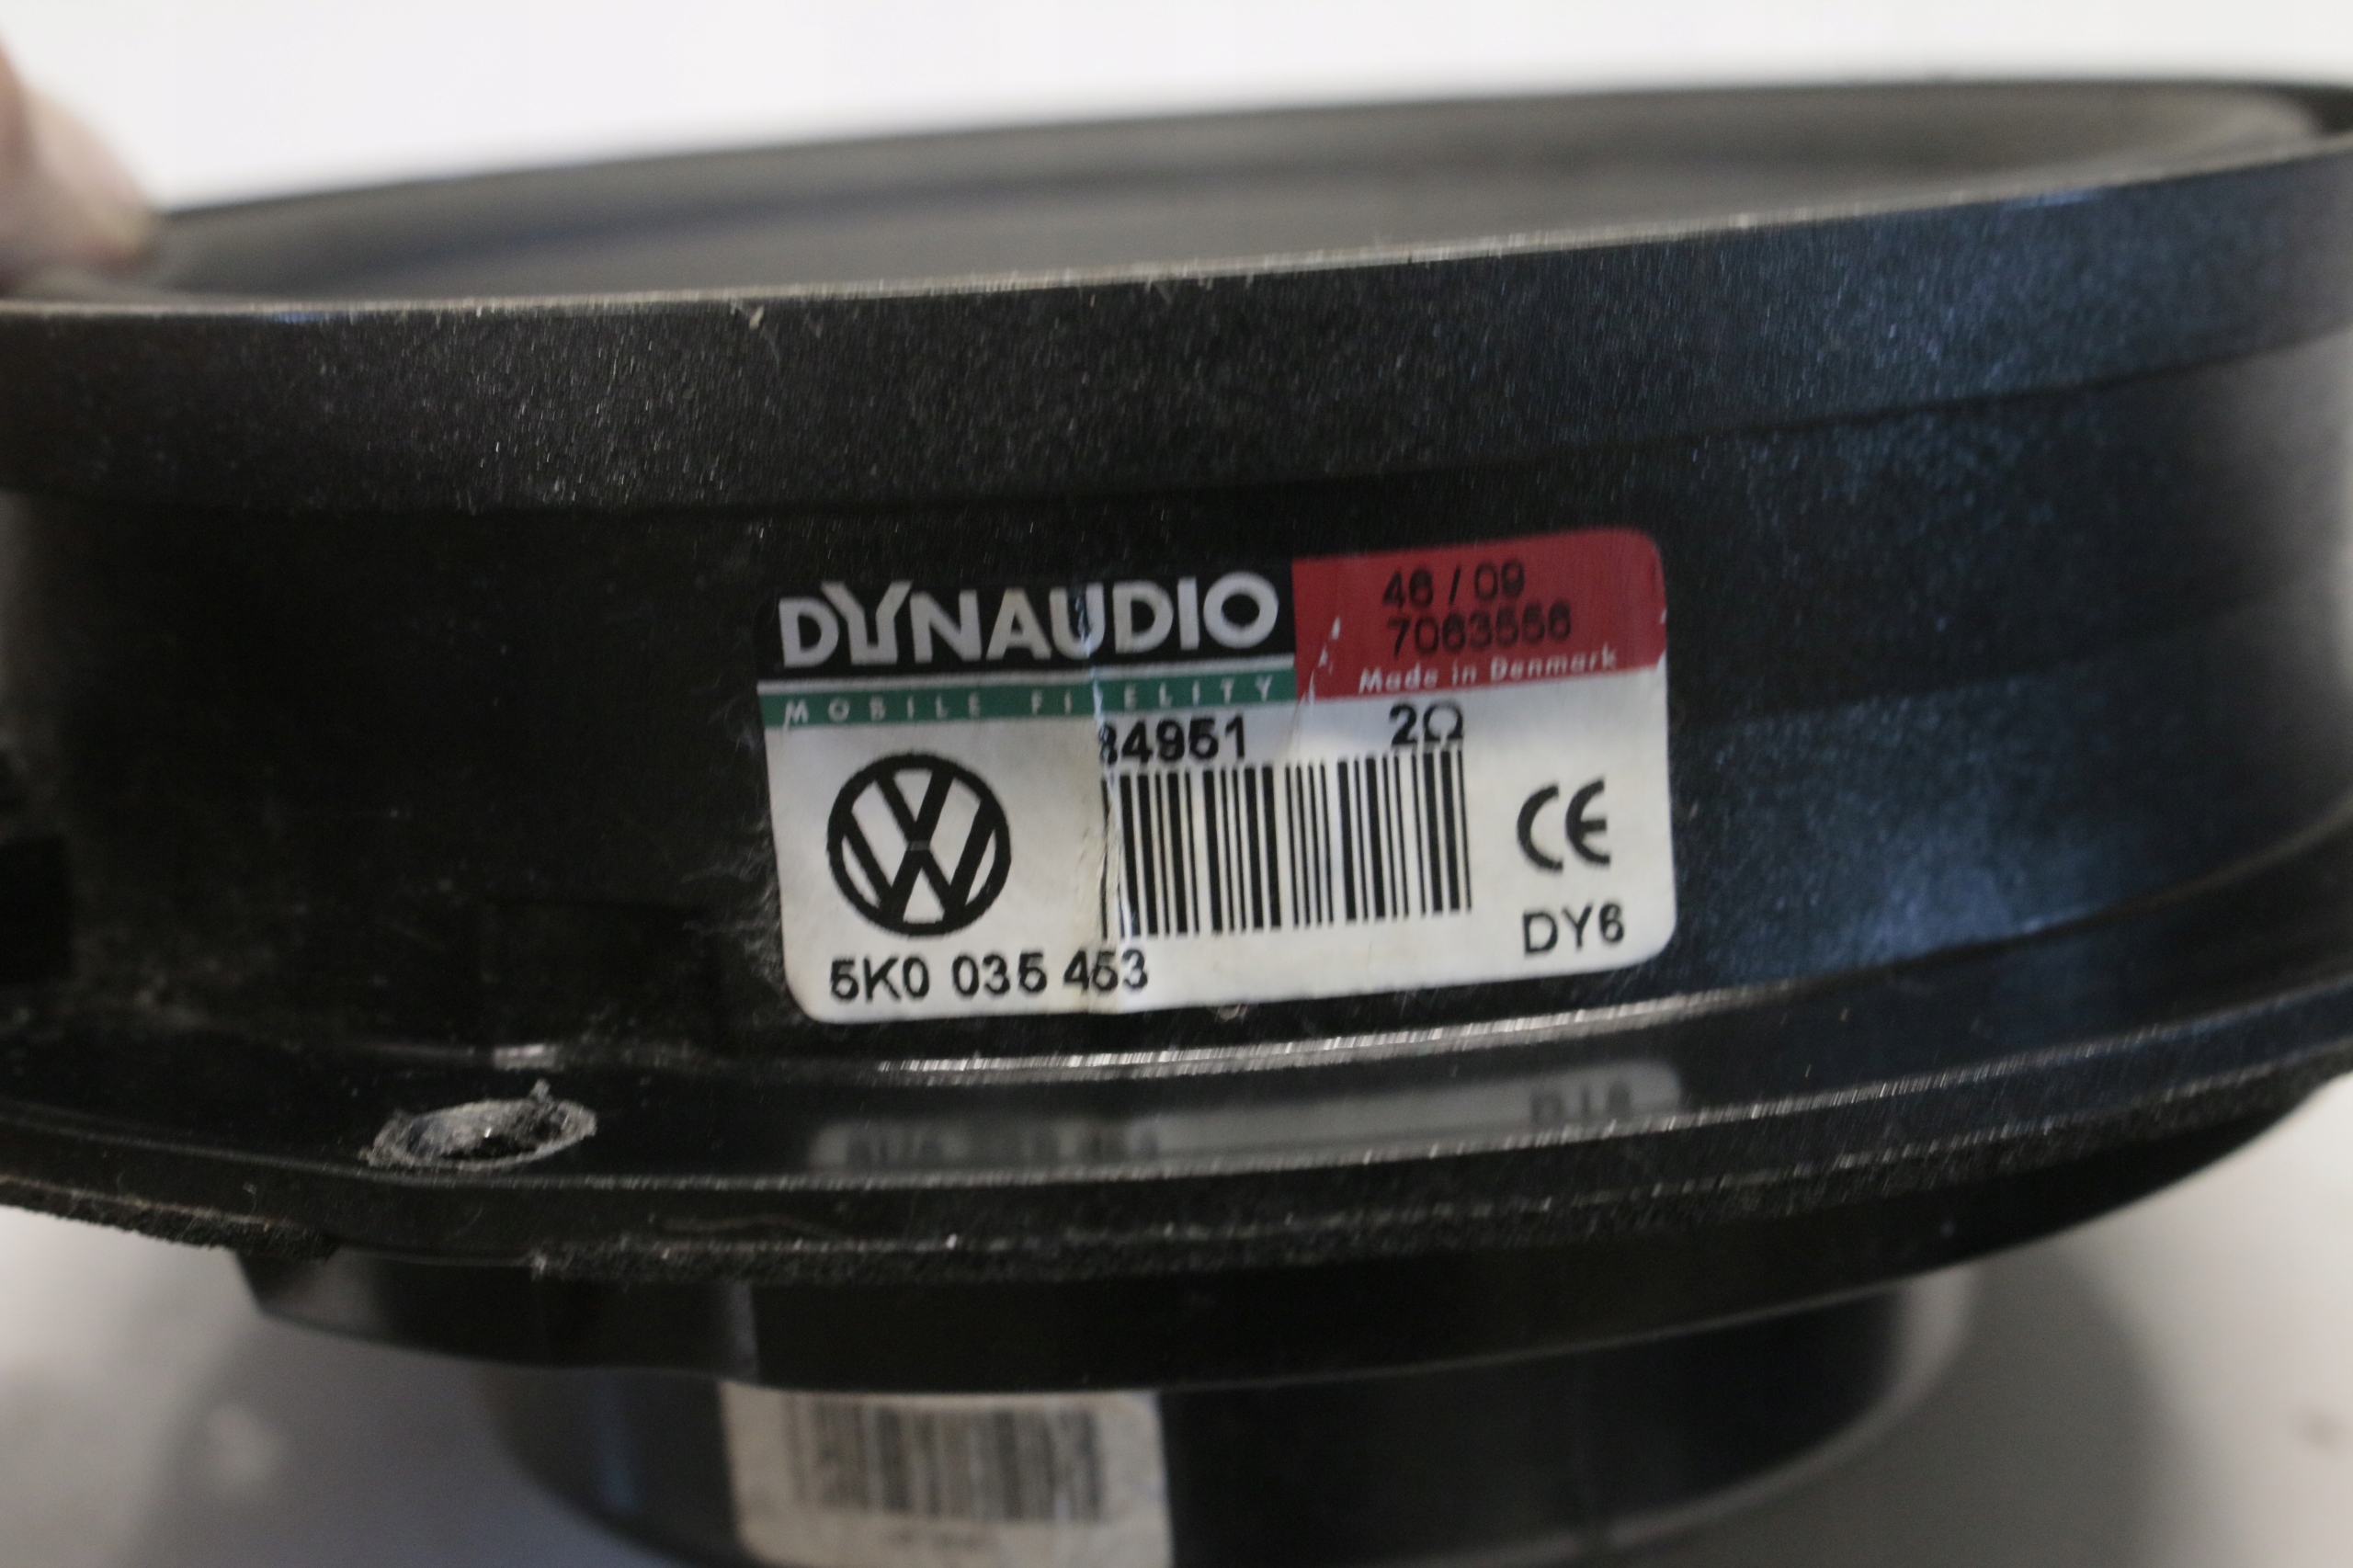 DYNAUDIO
46 / 09
7063556
Made in Denmark
MOBILE FIDELITY
84951 2Ω
CE
DY6
5K0 035 453